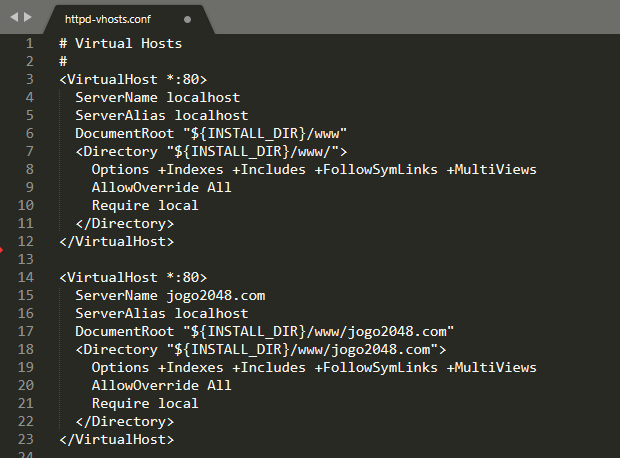 httpd-vhosts.conf
1 # Virtual Hosts
2 #
3 <VirtualHost *:80>
4   ServerName localhost
5   ServerAlias localhost
6   DocumentRoot "${INSTALL_DIR}/www"
7   <Directory "${INSTALL_DIR}/www/">
8     Options +Indexes +Includes +FollowSymLinks +MultiViews
9     AllowOverride All
10     Require local
11   </Directory>
12 </VirtualHost>
13
14 <VirtualHost *:80>
15   ServerName jogo2048.com
16   ServerAlias localhost
17   DocumentRoot "${INSTALL_DIR}/www/jogo2048.com"
18   <Directory "${INSTALL_DIR}/www/jogo2048.com">
19     Options +Indexes +Includes +FollowSymLinks +MultiViews
20     AllowOverride All
21     Require local
22   </Directory>
23 </VirtualHost>
24